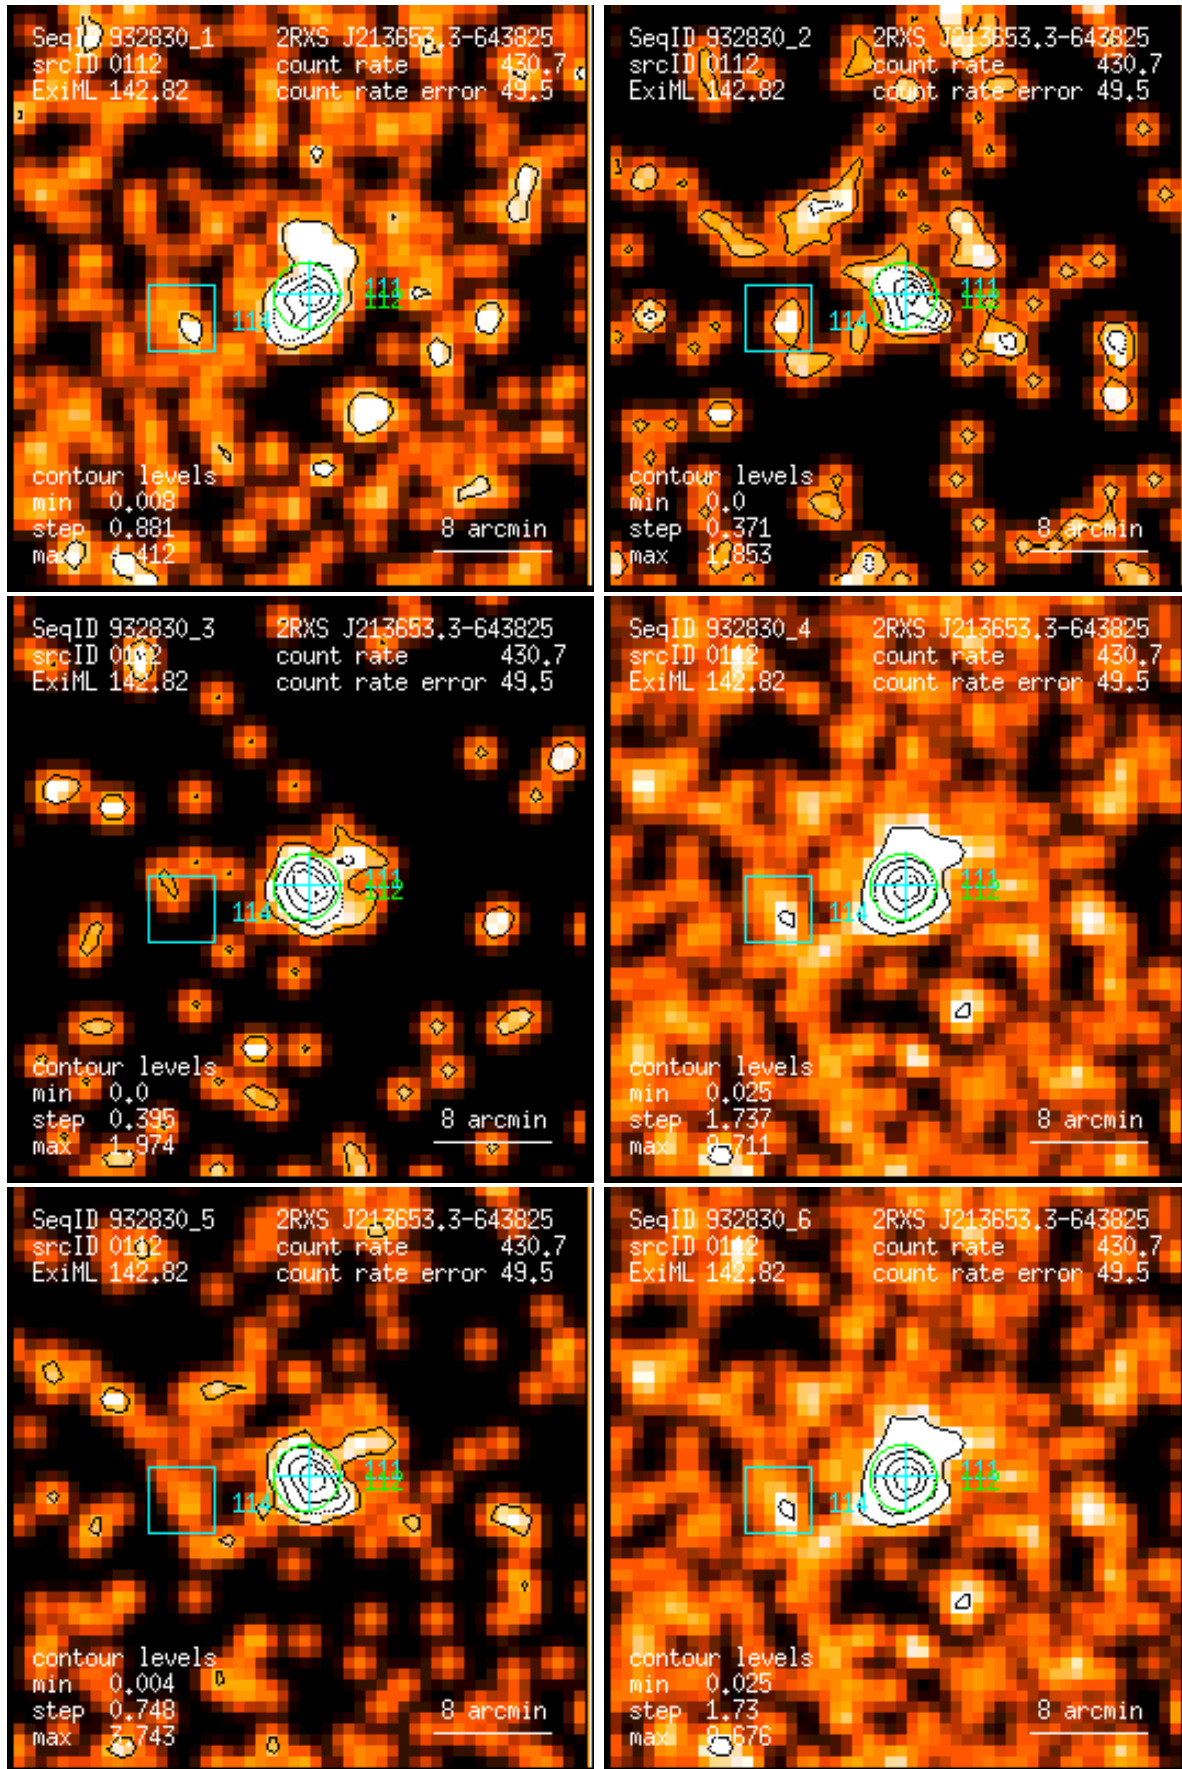 SeqID 932830_1 2RXS J213653.3-643825
srcID 0112 count rate 430.7
ExiML 142.82 count rate error 49.5
111
112
114
contour levels
min 0.008
step 0.881
max 4.412
8 arcmin
SeqID 932830_2 2RXS J213653.3-643825
srcID 0112 count rate 430.7
ExiML 142.82 count rate error 49.5
111
112
114
contour levels
min 0.0
step 0.371
max 1.853
8 arcmin
SeqID 932830_3 2RXS J213653.3-643825
srcID 0112 count rate 430.7
ExiML 142.82 count rate error 49.5
111
112
114
contour levels
min 0.0
step 0.395
max 1.974
8 arcmin
SeqID 932830_4 2RXS J213653.3-643825
srcID 0112 count rate 430.7
ExiML 142.82 count rate error 49.5
111
112
114
contour levels
min 0.025
step 1.737
max 8.711
8 arcmin
SeqID 932830_5 2RXS J213653.3-643825
srcID 0112 count rate 430.7
ExiML 142.82 count rate error 49.5
111
112
114
contour levels
min 0.004
step 0.748
max 3.743
8 arcmin
SeqID 932830_6 2RXS J213653.3-643825
srcID 0112 count rate 430.7
ExiML 142.82 count rate error 49.5
111
112
114
contour levels
min 0.025
step 1.73
max 8.676
8 arcmin